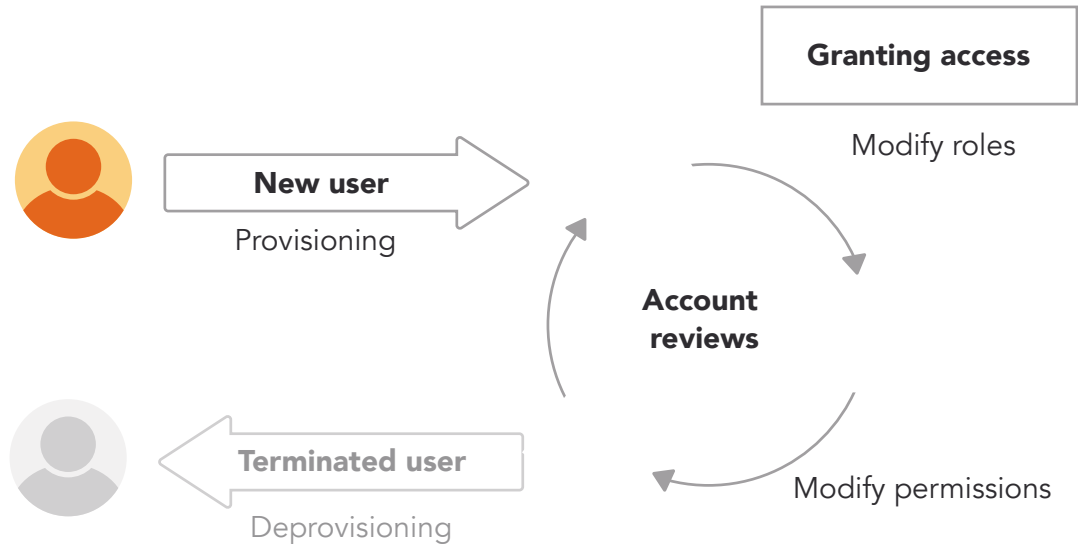 Granting access
Modify roles
New user
Provisioning
Account
reviews
Terminated user
Deprovisioning
Modify permissions